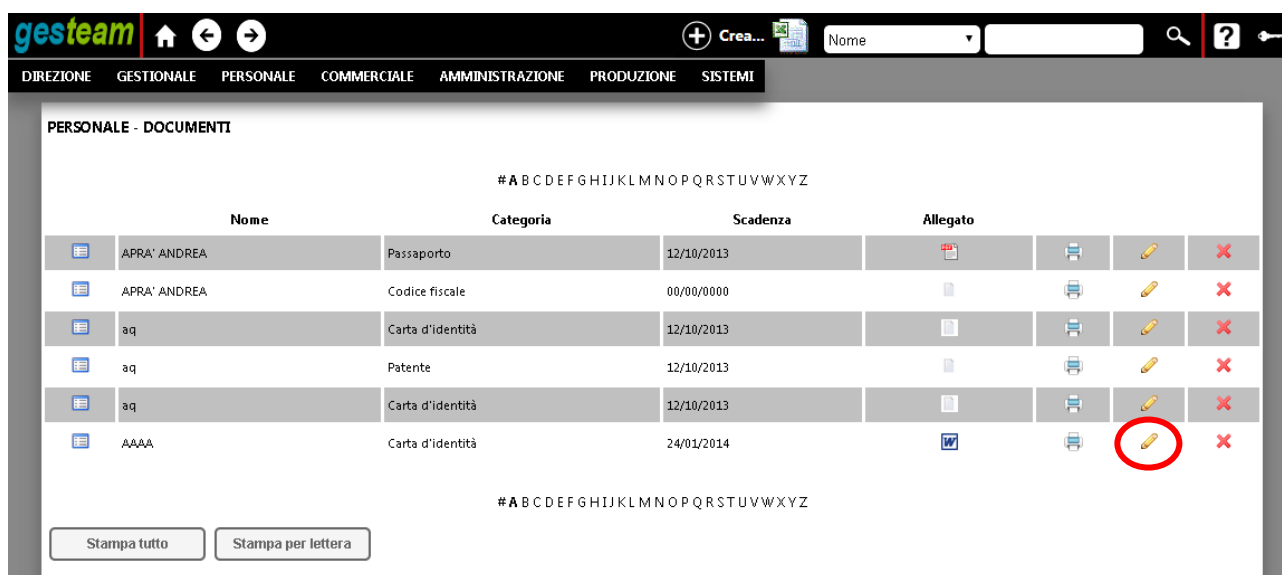 gesteam Crea... Nome ?
DIREZIONE GESTIONALE PERSONALE COMMERCIALE AMMINISTRAZIONE PRODUZIONE SISTEMI
PERSONALE - DOCUMENTI
# A B C D E F G H I J K L M N O P Q R S T U V W X Y Z
Nome Categoria Scadenza Allegato
APRA' ANDREA Passaporto 12/10/2013
APRA' ANDREA Codice fiscale 00/00/0000
aq Carta d'identità 12/10/2013
aq Patente 12/10/2013
aq Carta d'identità 12/10/2013
AAAA Carta d'identità 24/01/2014 W
# A B C D E F G H I J K L M N O P Q R S T U V W X Y Z
Stampa tutto Stampa per lettera